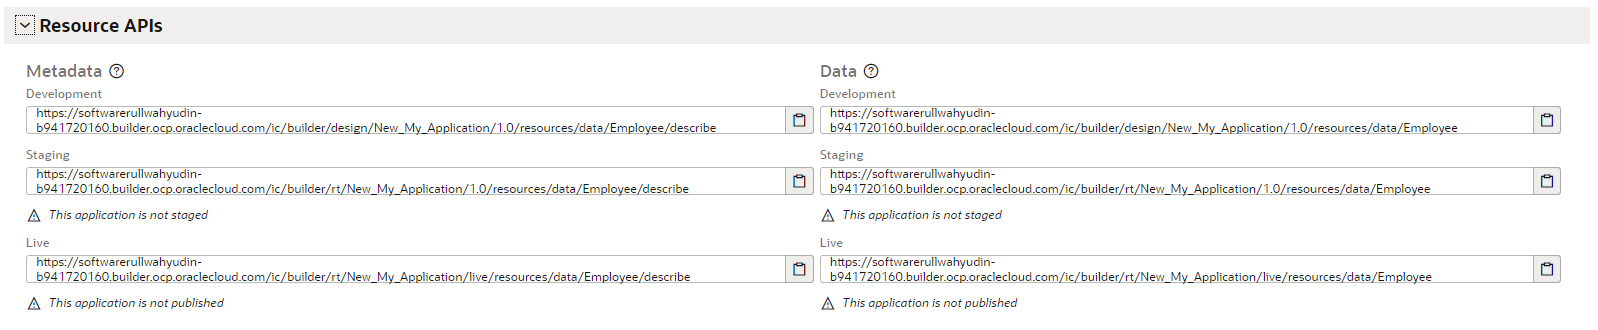 Resource APIs
Metadata
Development
https://softwarerullwahyudin-
b941720160.builder.ocp.oraclecloud.com/ic/builder/design/New_My_Application/1.0/resources/data/Employee/describe
Staging
https://softwarerullwahyudin-
b941720160.builder.ocp.oraclecloud.com/ic/builder/rt/New_My_Application/1.0/resources/data/Employee/describe
This application is not staged
Live
https://softwarerullwahyudin-
b941720160.builder.ocp.oraclecloud.com/ic/builder/rt/New_My_Application/live/resources/data/Employee/describe
This application is not published
Data
Development
https://softwarerullwahyudin-
b941720160.builder.ocp.oraclecloud.com/ic/builder/design/New_My_Application/1.0/resources/data/Employee
Staging
https://softwarerullwahyudin-
b941720160.builder.ocp.oraclecloud.com/ic/builder/rt/New_My_Application/1.0/resources/data/Employee
This application is not staged
Live
https://softwarerullwahyudin-
b941720160.builder.ocp.oraclecloud.com/ic/builder/rt/New_My_Application/live/resources/data/Employee
This application is not published